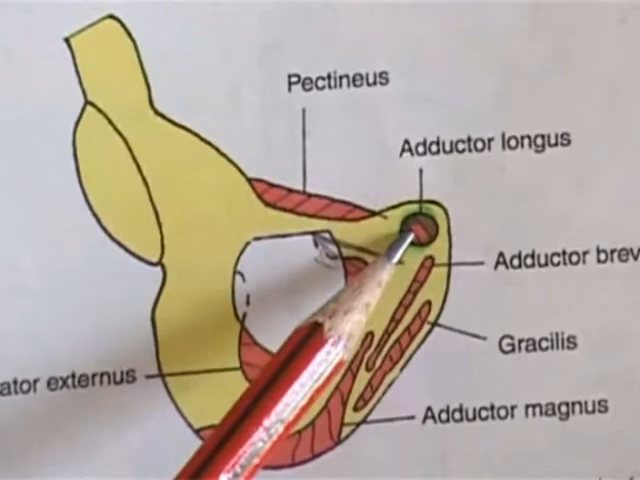 Pectineus
Adductor longus
Adductor brev
Gracilis
ator externus
Adductor magnus